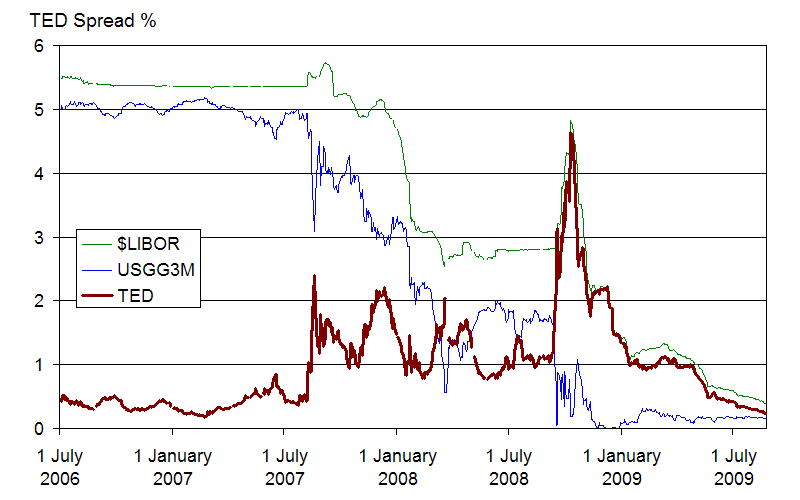 TED Spread %
6
5
4
3
2
1
0
$LIBOR
USGG3M
TED
1 July 1 January 1 July 1 January 1 July 1 January 1 July
2006 2007 2007 2008 2008 2009 2009